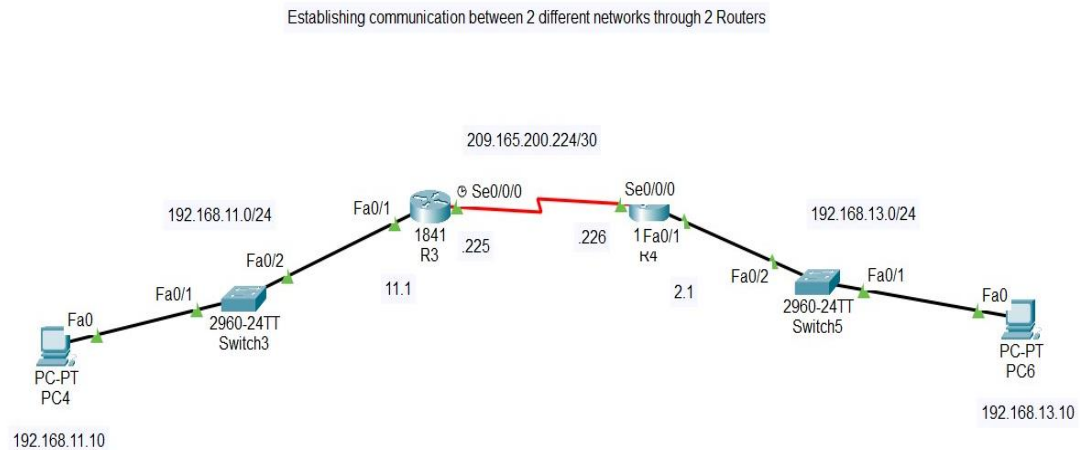 Establishing communication between 2 different networks through 2 Routers
209.165.200.224/30
192.168.11.0/24
Fa0/1
Se0/0/0
Se0/0/0
192.168.13.0/24
1841
R3
.225
.226
1
Fa0/1
R4
Fa0/2
11.1
2.1
Fa0/2
Fa0/1
Fa0/1
2960-24TT
Switch3
2960-24TT
Switch5
Fa0
Fa0
PC-PT
PC4
PC-PT
PC6
192.168.11.10
192.168.13.10